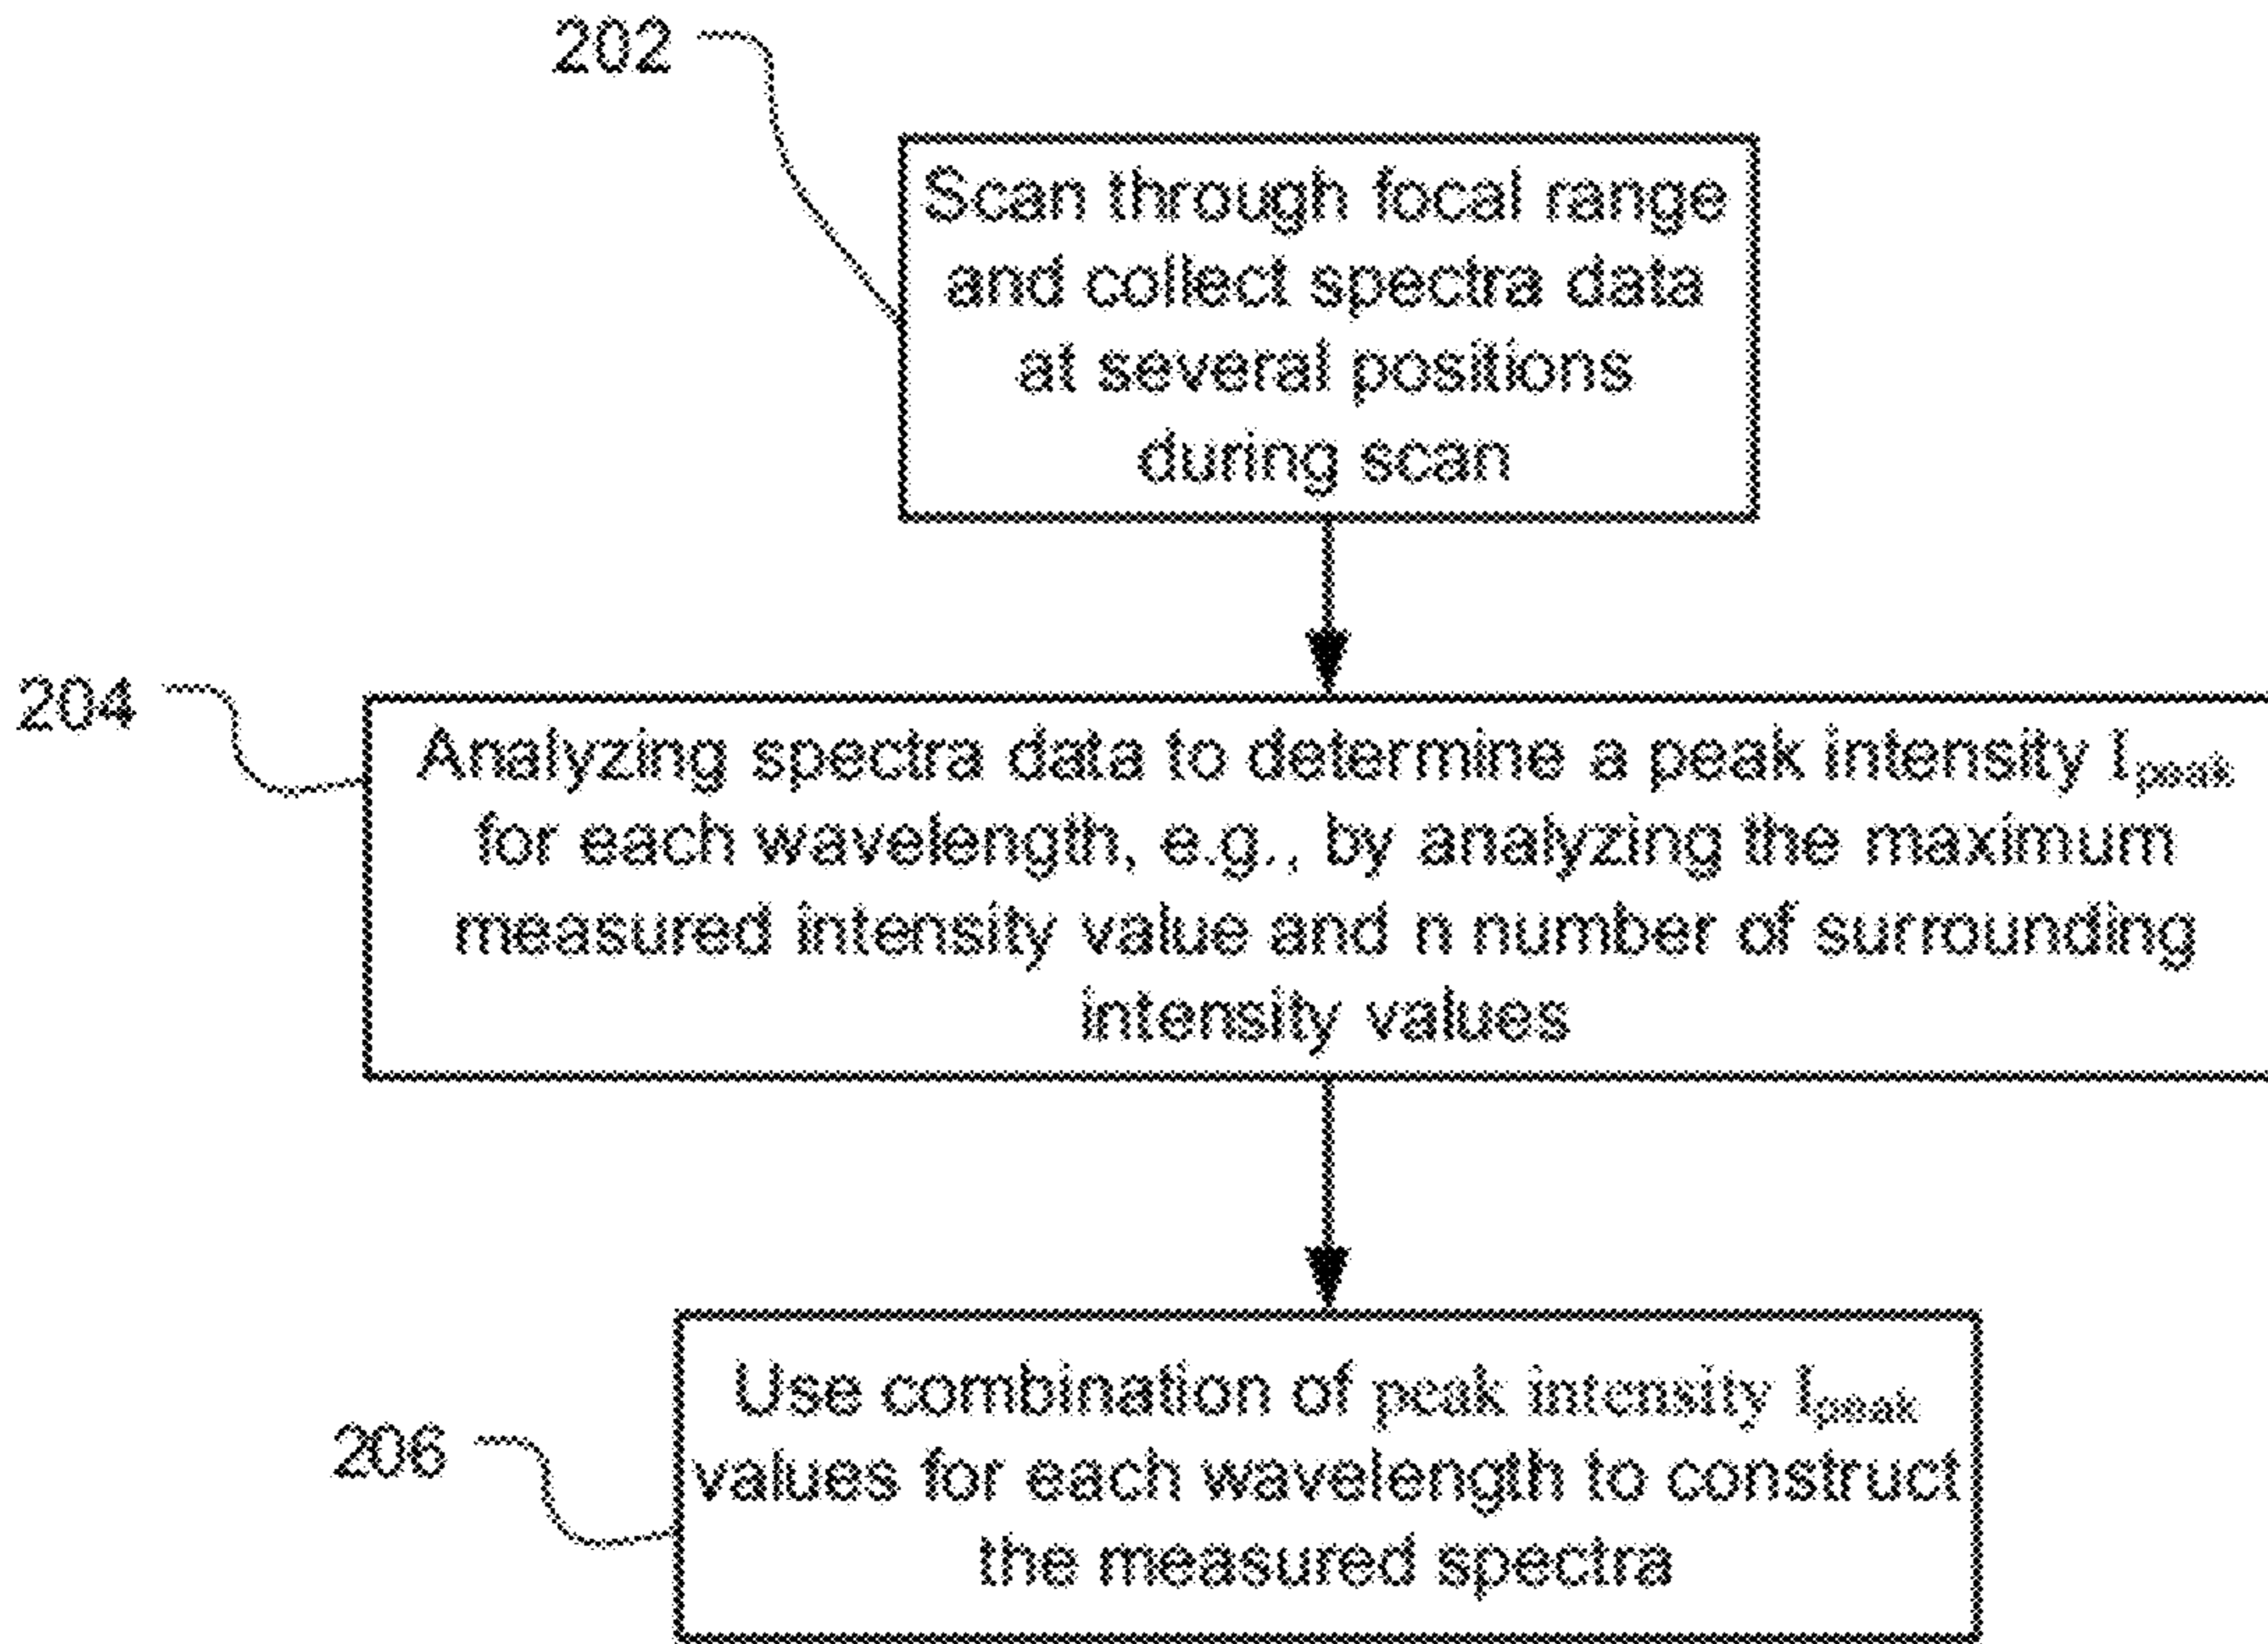 202
Scan through focal range
and collect spectra data
at several positions
during scan
204
Analyzing spectra data to determine a peak intensity Ipeak
for each wavelength, e.g., by analyzing the maximum
measured intensity value and n number of surrounding
intensity values
206
Use combination of peak intensity Ipeak
values for each wavelength to construct
the measured spectra